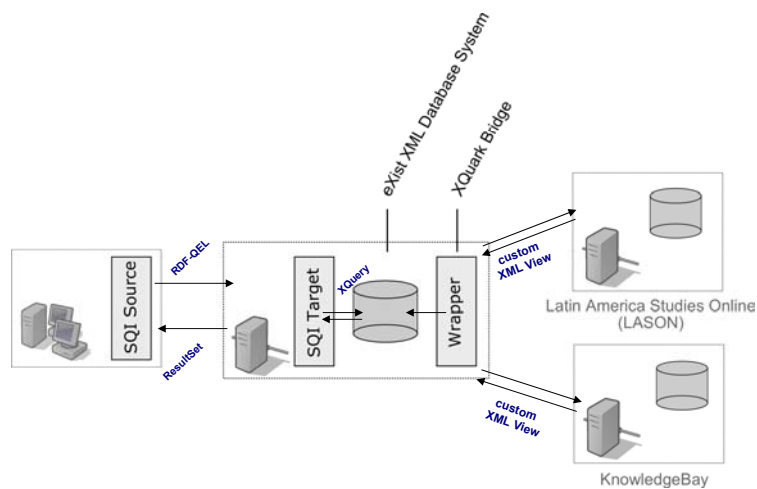 eXist XML Database System
XQuark Bridge
SQI Source
RDF-QEL
ResultSet
SQI Target
XQuery
Wrapper
custom
XML View
Latin America Studies Online
(LASON)
custom
XML View
KnowledgeBay